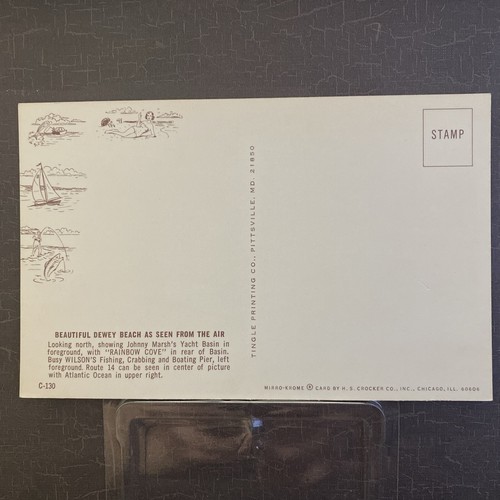 STAMP
TINGLE PRINTING CO., PITTSVILLE, MD. 21850
BEAUTIFUL DEWEY BEACH AS SEEN FROM THE AIR
Looking north, showing Johnny Marsh's Yacht Basin in
foreground, with "RAINBOW COVE" in rear of Basin.
Busy WILSON'S Fishing, Crabbing and Boating Pier, left
foreground. Route 14 can be seen in center of picture
with Atlantic Ocean in upper right.
C-130
MIRRO-KROME ® CARD BY H. S. CROCKER CO., INC., CHICAGO, ILL. 60606